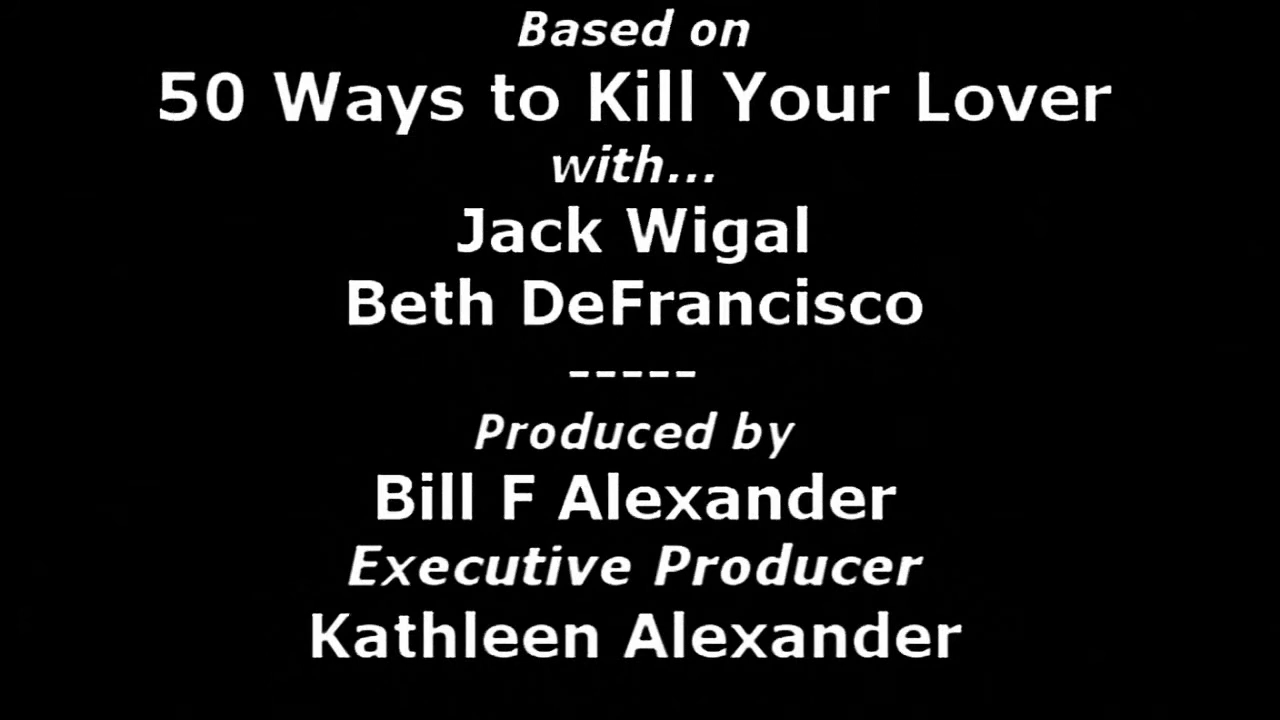 Based on
50 Ways to Kill Your Lover
with...
Jack Wigal
Beth DeFrancisco
-----
Produced by
Bill F Alexander
Executive Producer
Kathleen Alexander